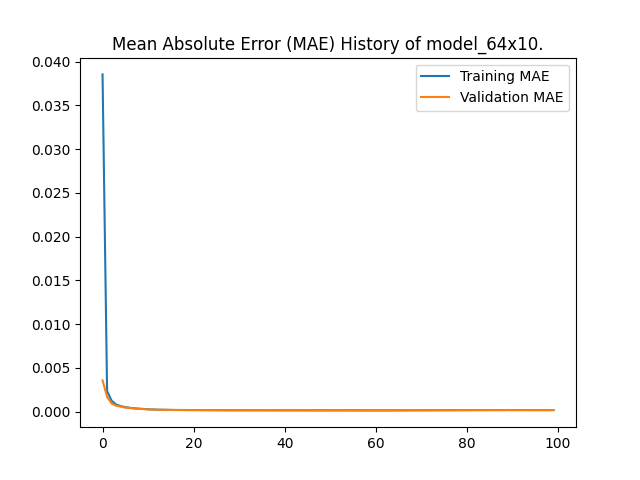 Mean Absolute Error (MAE) History of model_64x10.
Training MAE
Validation MAE
0.040
0.035
0.030
0.025
0.020
0.015
0.010
0.005
0.000
0 20 40 60 80 100